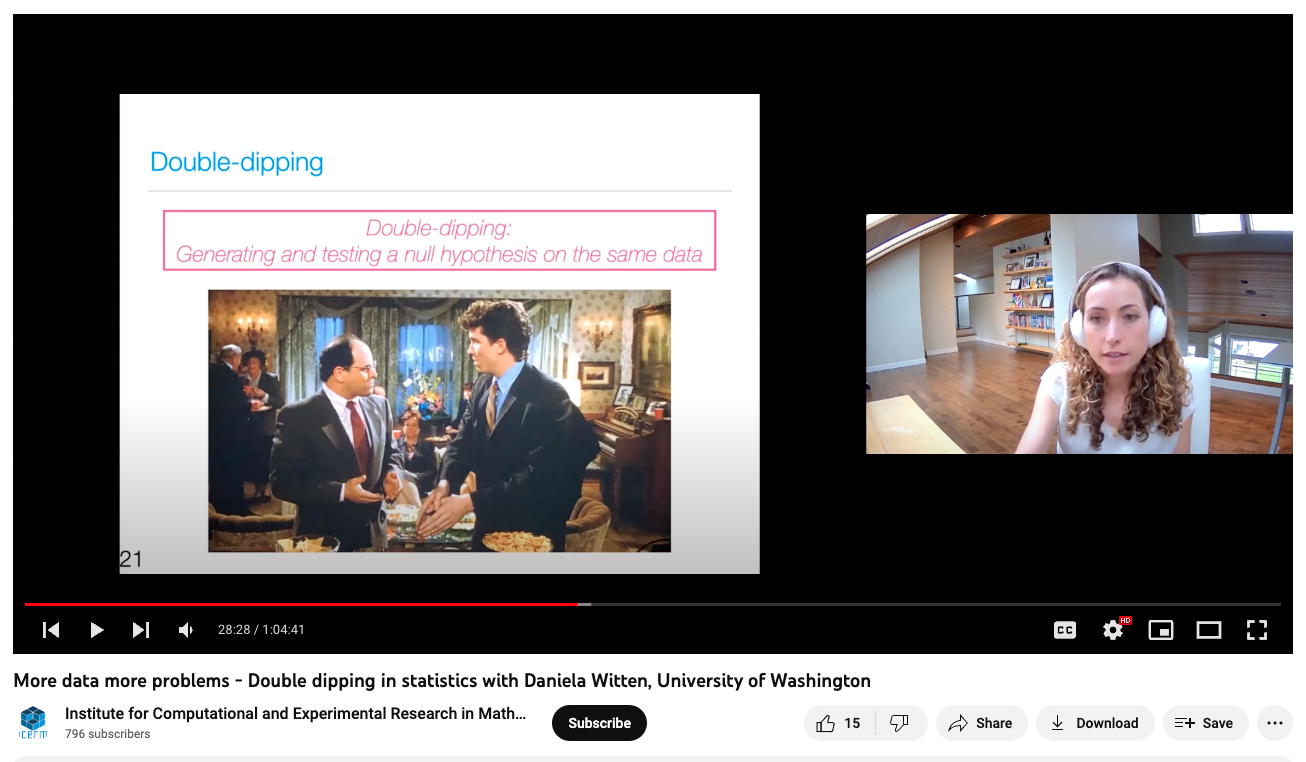 Double-dipping
Double-dipping:
Generating and testing a null hypothesis on the same data
21
28:28 / 1:04:41
CC
HD
More data more problems - Double dipping in statistics with Daniela Witten, University of Washington
Institute for Computational and Experimental Research in Math...
796 subscribers
icerm
Subscribe
15
Share
Download
Save